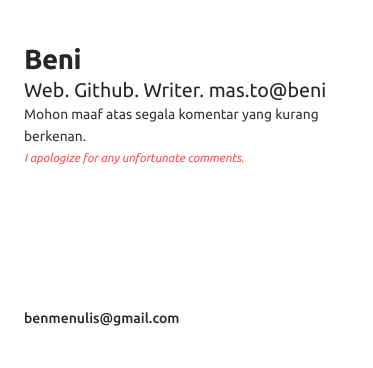 Beni
Web. Github. Writer. mas.to@beni
Mohon maaf atas segala komentar yang kurang
berkenan.
I apologize for any unfortunate comments.
benmenulis@gmail.com